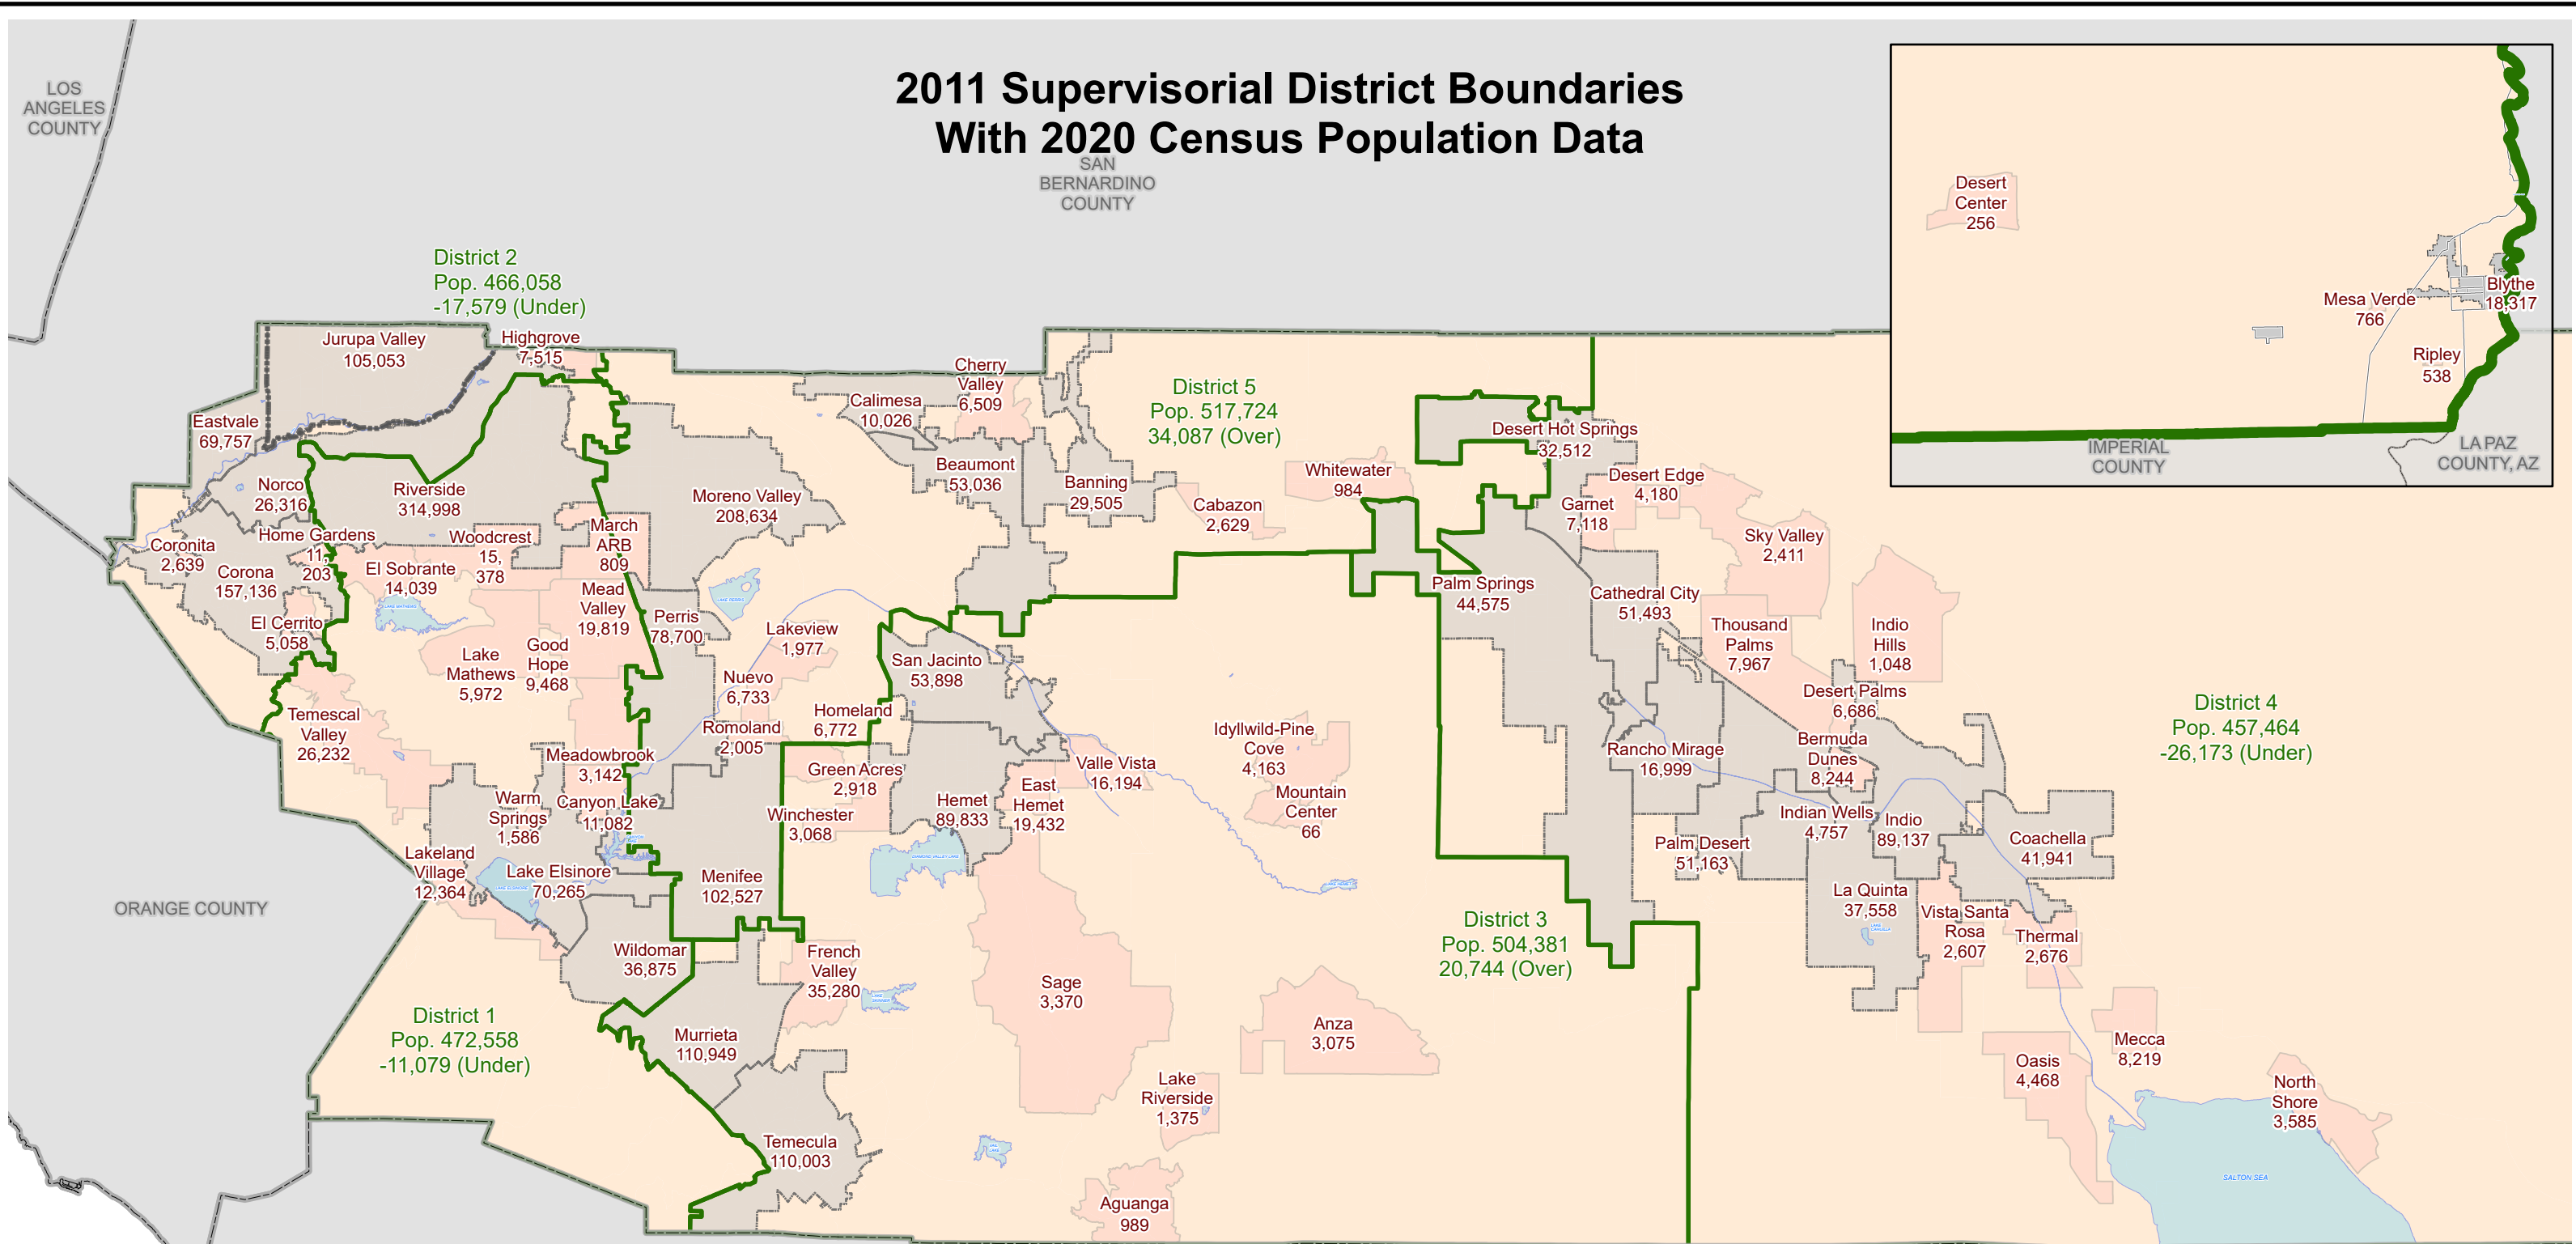 2011 Supervisorial District Boundaries
With 2020 Census Population Data
LOS
ANGELES
COUNTY
SAN
BERNARDINO
COUNTY
ORANGE COUNTY
IMPERIAL
COUNTY
LA PAZ
COUNTY, AZ
Desert
Center
256
Mesa Verde
766
Blythe
18,317
Ripley
538
District 2
Pop. 466,058
-17,579 (Under)
Jurupa Valley
105,053
Highgrove
7,515
Eastvale
69,757
Norco
26,316
Riverside
314,998
Home Gardens
11,
203
Woodcrest
15,
378
March
ARB
809
Coronita
2,639
Corona
157,136
El Sobrante
14,039
LAKE MATHEWS
Mead
Valley
19,819
El Cerrito
5,058
Lake
Mathews
5,972
Good
Hope
9,468
Perris
78,700
LAKE PERRIS
Moreno Valley
208,634
Calimesa
10,026
Cherry
Valley
6,509
Beaumont
53,036
Banning
29,505
District 5
Pop. 517,724
34,087 (Over)
Cabazon
2,629
Whitewater
984
Desert Hot Springs
32,512
Desert Edge
4,180
Garnet
7,118
Sky Valley
2,411
Palm Springs
44,575
Cathedral City
51,493
Thousand
Palms
7,967
Indio
Hills
1,048
Desert Palms
6,686
District 4
Pop. 457,464
-26,173 (Under)
Lakeview
1,977
Nuevo
6,733
Homeland
6,772
Romoland
2,005
San Jacinto
53,898
Temescal
Valley
26,232
Meadowbrook
3,142
Warm
Springs
1,586
Canyon Lake
11,082
Green Acres
2,918
Winchester
3,068
Hemet
89,833
East
Hemet
19,432
Valle Vista
16,194
DIAMOND VALLEY LAKE
Idyllwild-Pine
Cove
4,163
Mountain
Center
66
LAKE HEMET
Rancho Mirage
16,999
Bermuda
Dunes
8,244
Indian Wells
4,757
Indio
89,137
Coachella
41,941
Palm Desert
51,163
La Quinta
37,558
LAKE
CAHUILLA
Vista Santa
Rosa
2,607
Thermal
2,676
Lakeland
Village
12,364
LAKE ELSINORE
Lake Elsinore
70,265
Menifee
102,527
Wildomar
36,875
French
Valley
35,280
LAKE
SKINNER
District 3
Pop. 504,381
20,744 (Over)
Sage
3,370
Anza
3,075
District 1
Pop. 472,558
-11,079 (Under)
Murrieta
110,949
Temecula
110,003
Lake
Riverside
1,375
Aguanga
989
Mecca
8,219
Oasis
4,468
North
Shore
3,585
SALTON SEA